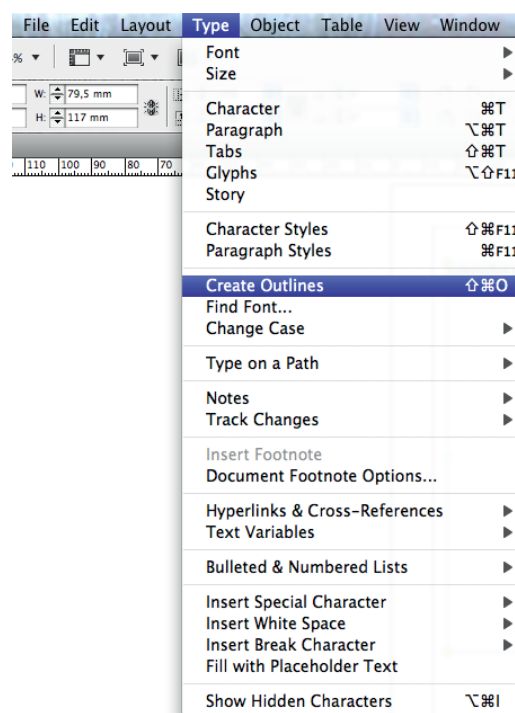 File Edit Layout Type Object Table View Window
%
W: 79,5 mm
H: 117 mm
110 100 90 80 70
Font
Size
Character ⌘T
Paragraph ⌥⌘T
Tabs ⇧⌘T
Glyphs ⌥⇧F11
Story
Character Styles ⇧⌘F11
Paragraph Styles ⌘F11
Create Outlines ⇧⌘O
Find Font...
Change Case
Type on a Path
Notes
Track Changes
Insert Footnote
Document Footnote Options...
Hyperlinks & Cross-References
Text Variables
Bulleted & Numbered Lists
Insert Special Character
Insert White Space
Insert Break Character
Fill with Placeholder Text
Show Hidden Characters ⌥⌘I